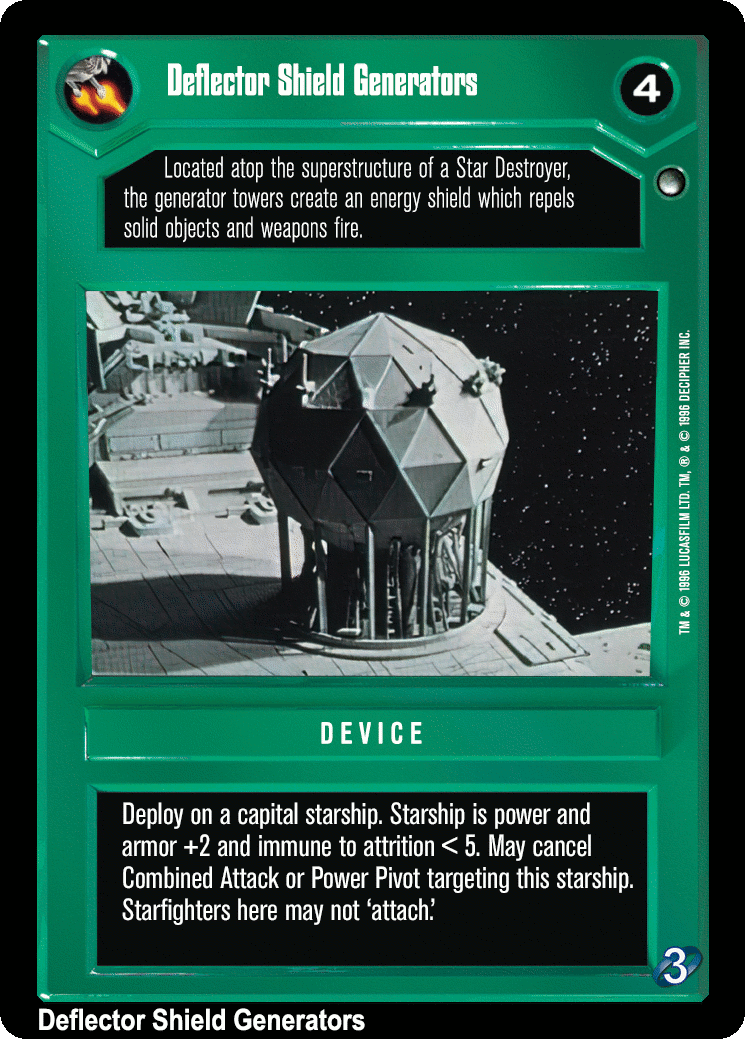 Deflector Shield Generators
4
Located atop the superstructure of a Star Destroyer,
the generator towers create an energy shield which repels
solid objects and weapons fire.
TM & © 1996 LUCASFILM LTD. TM, ® & © 1996 DECIPHER INC.
DEVICE
Deploy on a capital starship. Starship is power and
armor +2 and immune to attrition < 5. May cancel
Combined Attack or Power Pivot targeting this starship.
Starfighters here may not ‘attach.’
3
Deflector Shield Generators